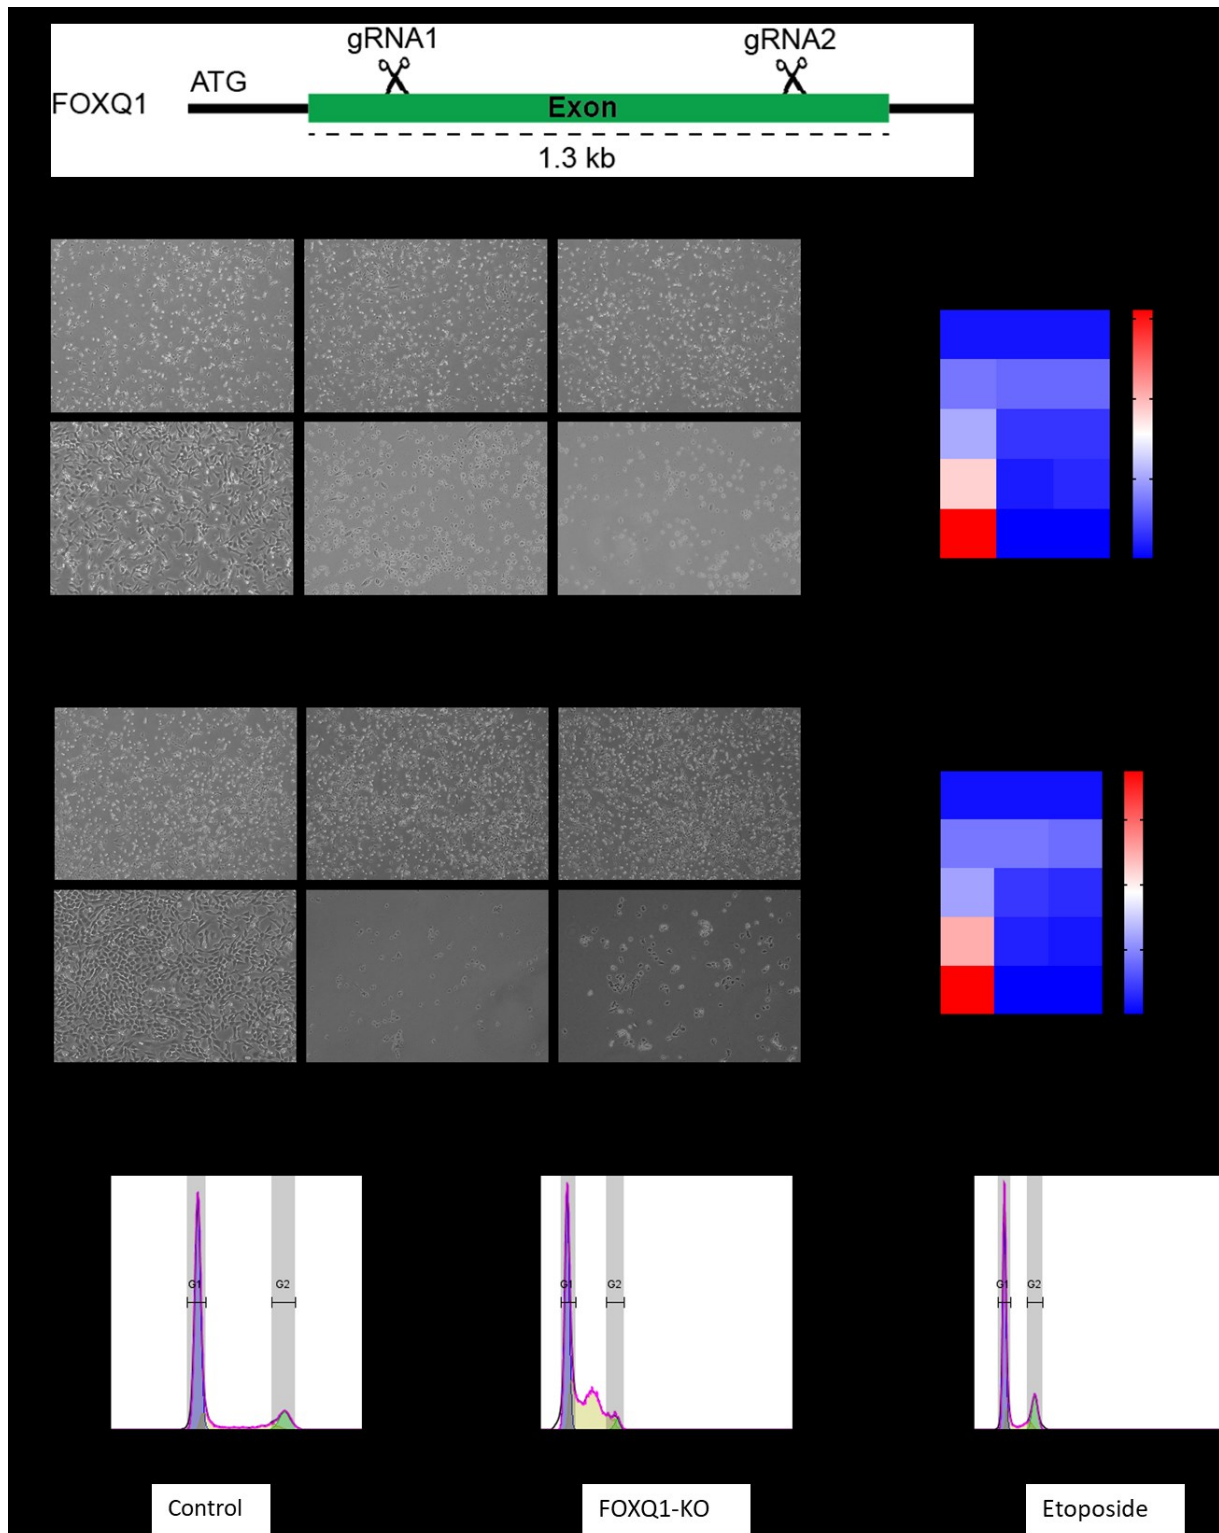 gRNA1 gRNA2
ATG
FOXQ1 Exon
1.3 kb
G1 G2
G1 G2
G1 G2
Control FOXQ1-KO Etoposide